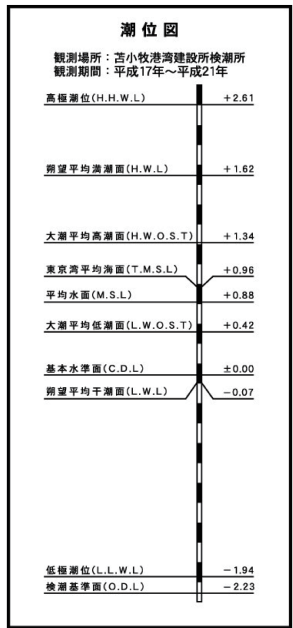 潮位図
観測場所：苫小牧港湾建設所検潮所
観測期間：平成17年〜平成21年
高極潮位(H.H.W.L) +2.61
朔望平均満潮面(H.W.L) +1.62
大潮平均高潮面(H.W.O.S.T) +1.34
東京湾平均海面(T.M.S.L) +0.96
平均水面(M.S.L) +0.88
大潮平均低潮面(L.W.O.S.T) +0.42
基本水準面(C.D.L) ±0.00
朔望平均干潮面(L.W.L) −0.07
低極潮位(L.L.W.L) −1.94
検潮基準面(O.D.L) −2.23